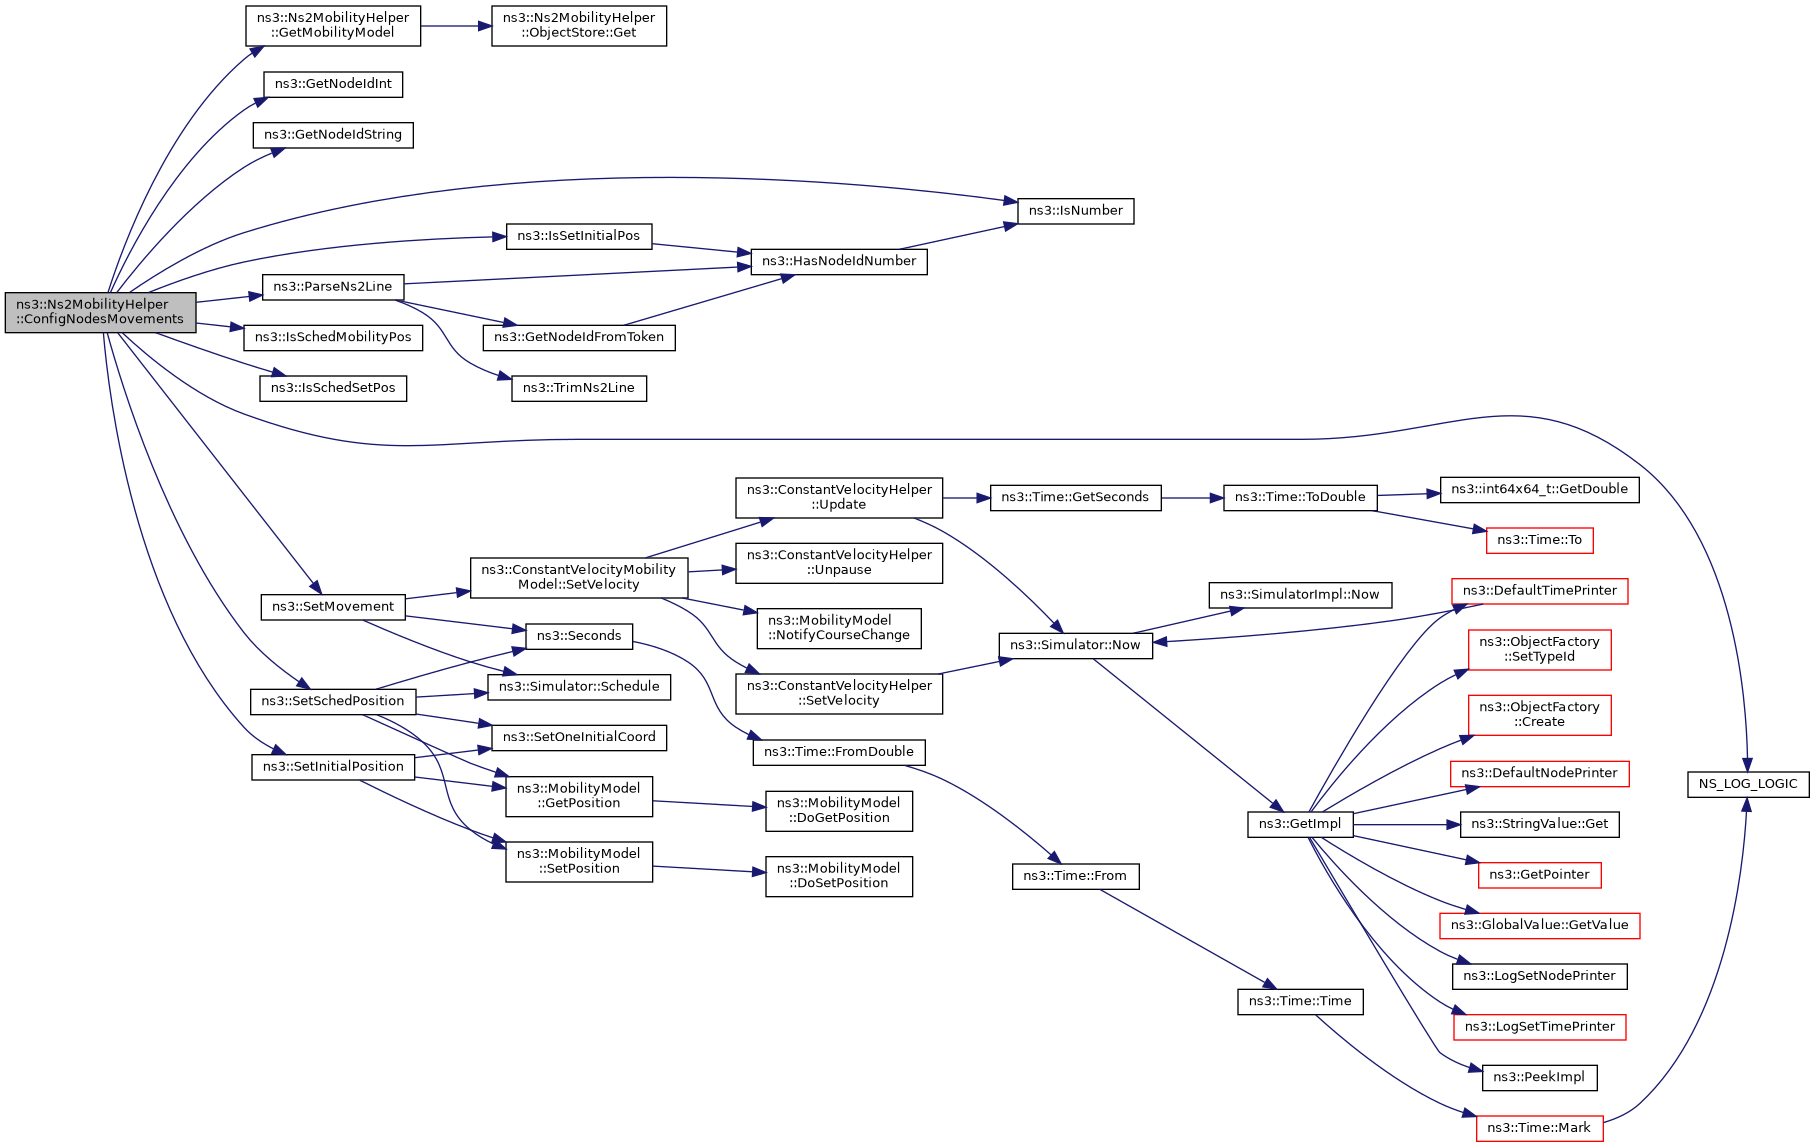 ns3::Ns2MobilityHelper
::ConfigNodesMovements
ns3::Ns2MobilityHelper
::GetMobilityModel
ns3::Ns2MobilityHelper
::ObjectStore::Get
ns3::GetNodeIdInt
ns3::GetNodeIdString
ns3::IsNumber
ns3::IsSetInitialPos
ns3::HasNodeIdNumber
ns3::ParseNs2Line
ns3::GetNodeIdFromToken
ns3::TrimNs2Line
ns3::IsSchedMobilityPos
ns3::IsSchedSetPos
ns3::SetMovement
ns3::ConstantVelocityMobility
Model::SetVelocity
ns3::ConstantVelocityHelper
::Update
ns3::Time::GetSeconds
ns3::Time::ToDouble
ns3::int64x64_t::GetDouble
ns3::Time::To
ns3::ConstantVelocityHelper
::Unpause
ns3::MobilityModel
::NotifyCourseChange
ns3::ConstantVelocityHelper
::SetVelocity
ns3::Seconds
ns3::Simulator::Schedule
ns3::SetSchedPosition
ns3::SetOneInitialCoord
ns3::SetInitialPosition
ns3::MobilityModel
::GetPosition
ns3::MobilityModel
::SetPosition
ns3::MobilityModel
::DoGetPosition
ns3::MobilityModel
::DoSetPosition
ns3::Time::FromDouble
ns3::Time::From
ns3::Time::Time
ns3::Time::Mark
ns3::Simulator::Now
ns3::SimulatorImpl::Now
ns3::GetImpl
ns3::DefaultTimePrinter
ns3::ObjectFactory
::SetTypeId
ns3::ObjectFactory
::Create
ns3::DefaultNodePrinter
ns3::StringValue::Get
ns3::GetPointer
ns3::GlobalValue::GetValue
ns3::LogSetNodePrinter
ns3::LogSetTimePrinter
ns3::PeekImpl
NS_LOG_LOGIC